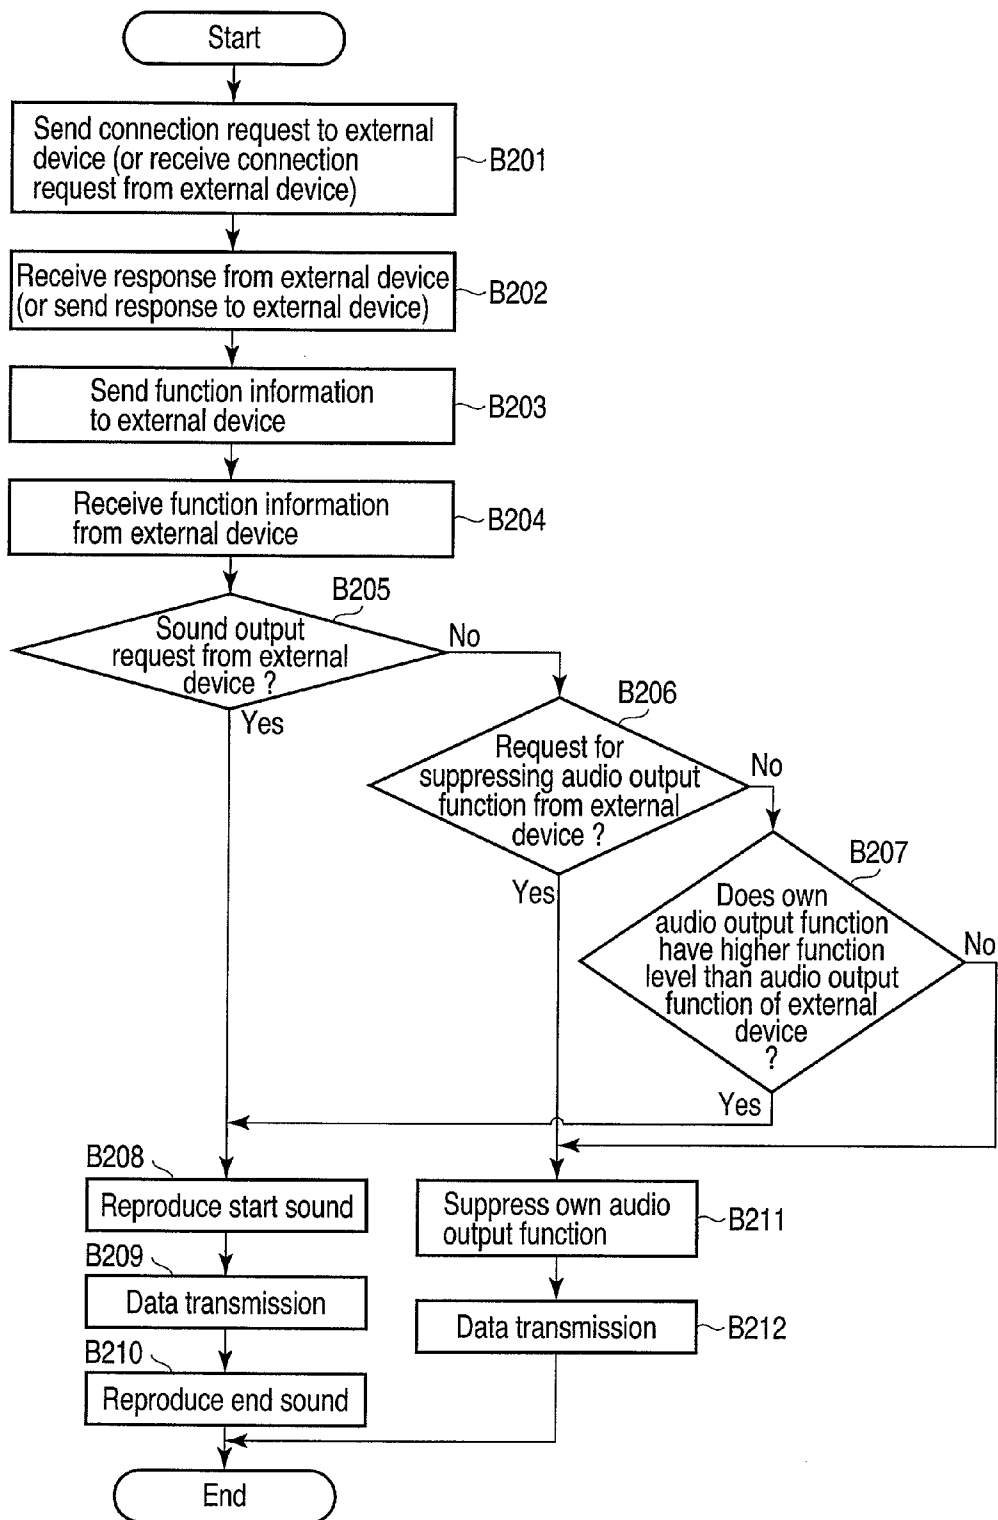 Start
Send connection request to external
device (or receive connection
request from external device)
B201
Receive response from external device
(or send response to external device)
B202
Send function information
to external device
B203
Receive function information
from external device
B204
B205
Sound output
request from external
device ?
No
Yes
B206
Request for
suppressing audio output
function from external
device ?
No
Yes
B207
Does own
audio output function
have higher function
level than audio output
function of external
device
?
No
Yes
B208
Reproduce start sound
B209
Data transmission
B210
Reproduce end sound
Suppress own audio
output function
B211
Data transmission
B212
End